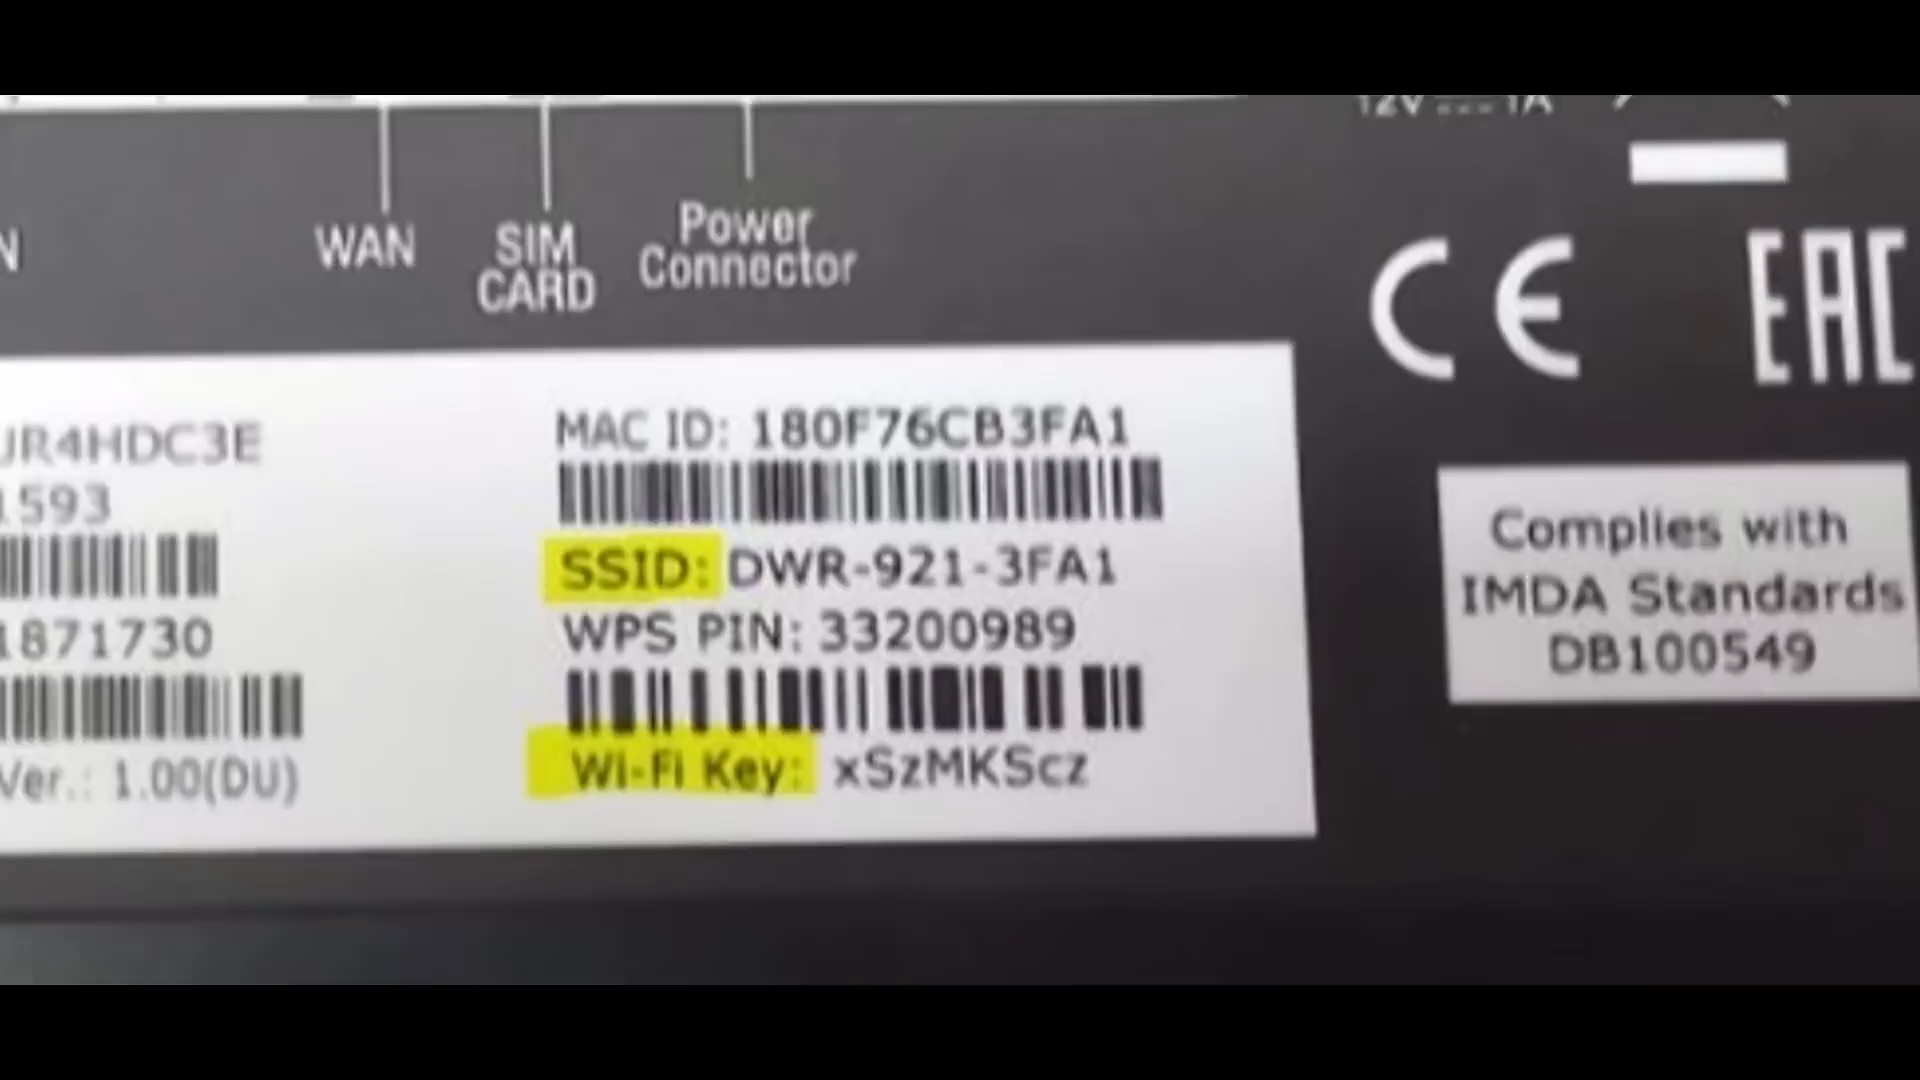 12V 1A
N
WAN
SIM
CARD
Power
Connector
CE
EAC
JR4HDC3E
1593
1871730
Ver.: 1.00(DU)
MAC ID: 180F76CB3FA1
SSID: DWR-921-3FA1
WPS PIN: 33200989
Wi-Fi Key: xSzMKScz
Complies with
IMDA Standards
DB100549